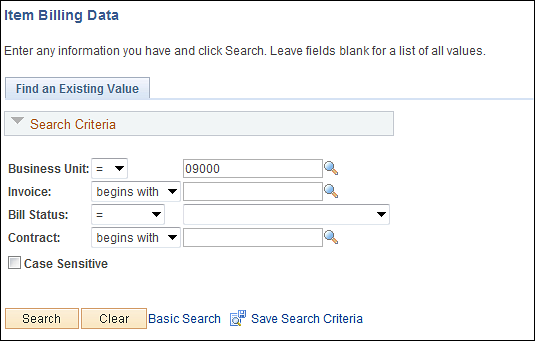 Item Billing Data
Enter any information you have and click Search. Leave fields blank for a list of all values.
Find an Existing Value
Search Criteria
Business Unit: = 09000
Invoice: begins with
Bill Status: =
Contract: begins with
Case Sensitive
Search Clear Basic Search Save Search Criteria